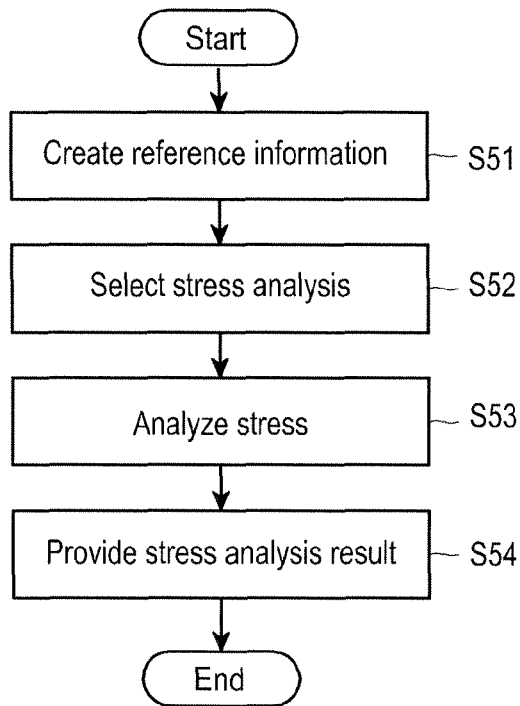 Start
Create reference information S51
Select stress analysis S52
Analyze stress S53
Provide stress analysis result S54
End